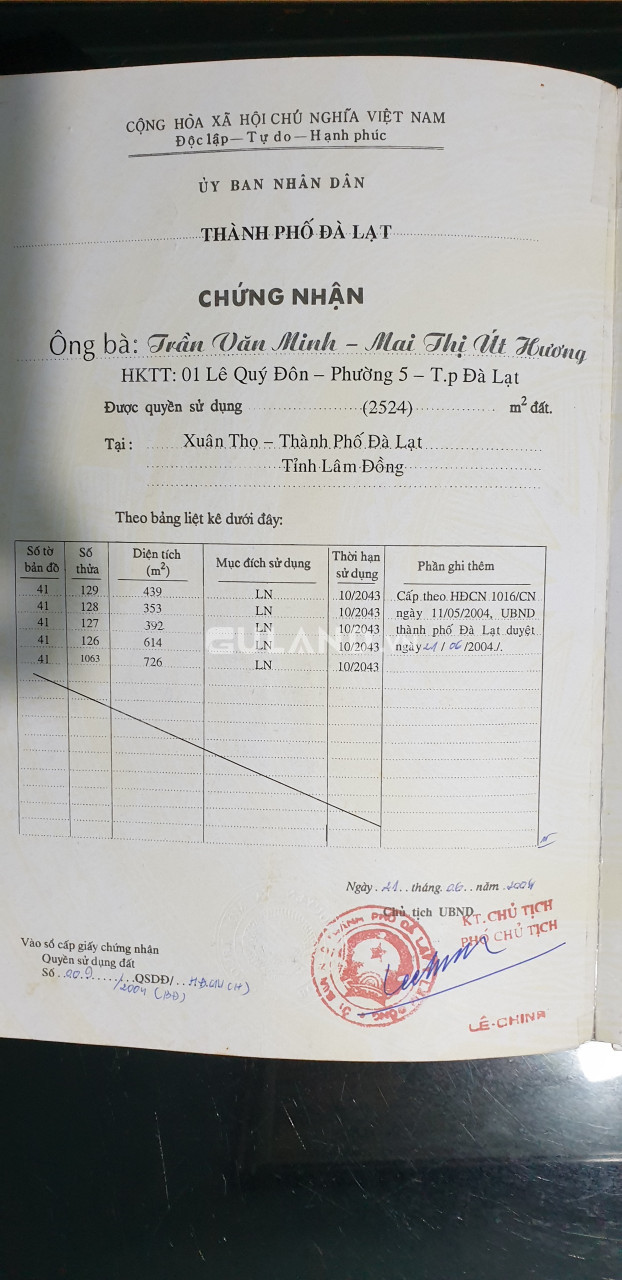 CỘNG HÒA XÃ HỘI CHỦ NGHĨA VIỆT NAM
Độc lập — Tự do — Hạnh phúc
ỦY BAN NHÂN DÂN
THÀNH PHỐ ĐÀ LẠT
CHỨNG NHẬN
Ông bà: Trần Văn Minh – Mai Thị Út Hương
HKTT: 01 Lê Quý Đôn – Phường 5 – T.p Đà Lạt
Được quyền sử dụng (2524) m² đất.
Tại: Xuân Thọ – Thành Phố Đà Lạt
Tỉnh Lâm Đồng
Theo bảng liệt kê dưới đây:
Số tờ bản đồ Số thửa Diện tích (m²) Mục đích sử dụng Thời hạn sử dụng Phần ghi thêm
41 129 439 LN 10/2043 Cấp theo HĐCN 1016/CN
41 128 353 LN 10/2043 ngày 11/05/2004, UBND
41 127 392 LN 10/2043 thành phố Đà Lạt duyệt
41 126 614 LN 10/2043 ngày 21/06/2004./.
41 1063 726 LN 10/2043
Ngày 21 tháng 06 năm 2004
Chủ tịch UBND
KT. CHỦ TỊCH
PHÓ CHỦ TỊCH
Vào sổ cấp giấy chứng nhận
Quyền sử dụng đất
Số QSDĐ/
/2004 (BĐ)
LÊ-CHINA